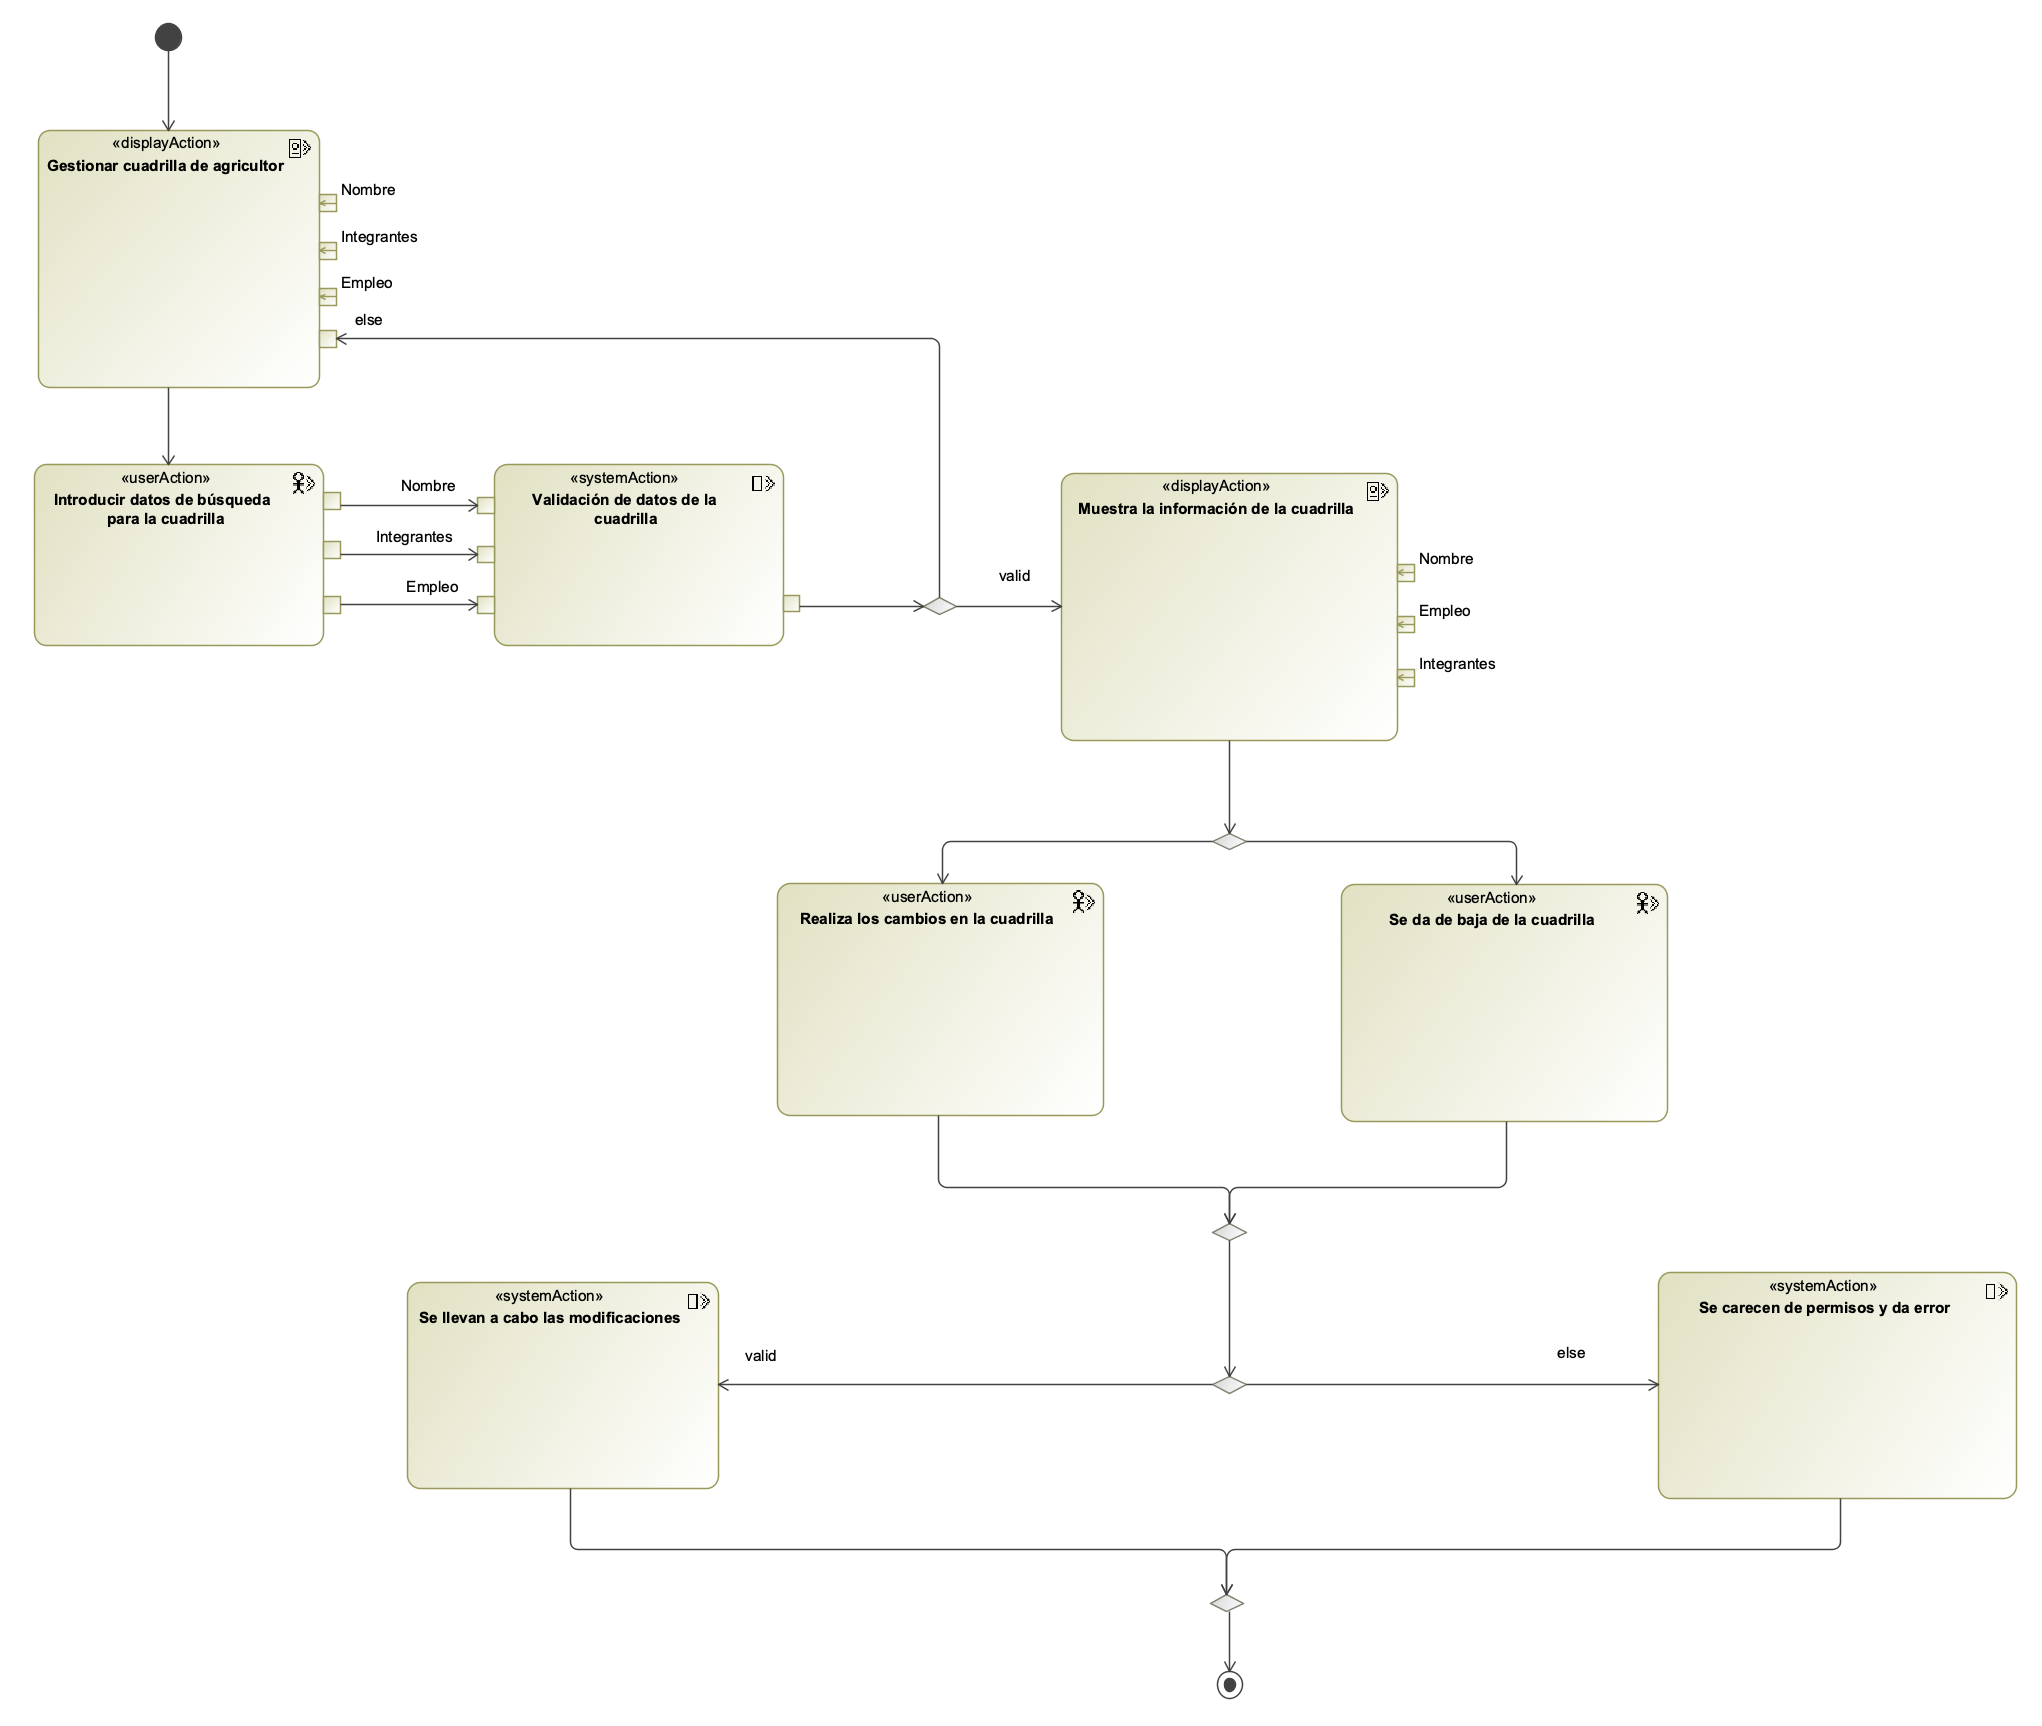 «displayAction»
Gestionar cuadrilla de agricultor
Nombre
Integrantes
Empleo
else
«userAction»
Introducir datos de búsqueda
para la cuadrilla
Nombre
Integrantes
Empleo
«systemAction»
Validación de datos de la
cuadrilla
valid
«displayAction»
Muestra la información de la cuadrilla
Nombre
Empleo
Integrantes
«userAction»
Realiza los cambios en la cuadrilla
«userAction»
Se da de baja de la cuadrilla
«systemAction»
Se llevan a cabo las modificaciones
valid
else
«systemAction»
Se carecen de permisos y da error